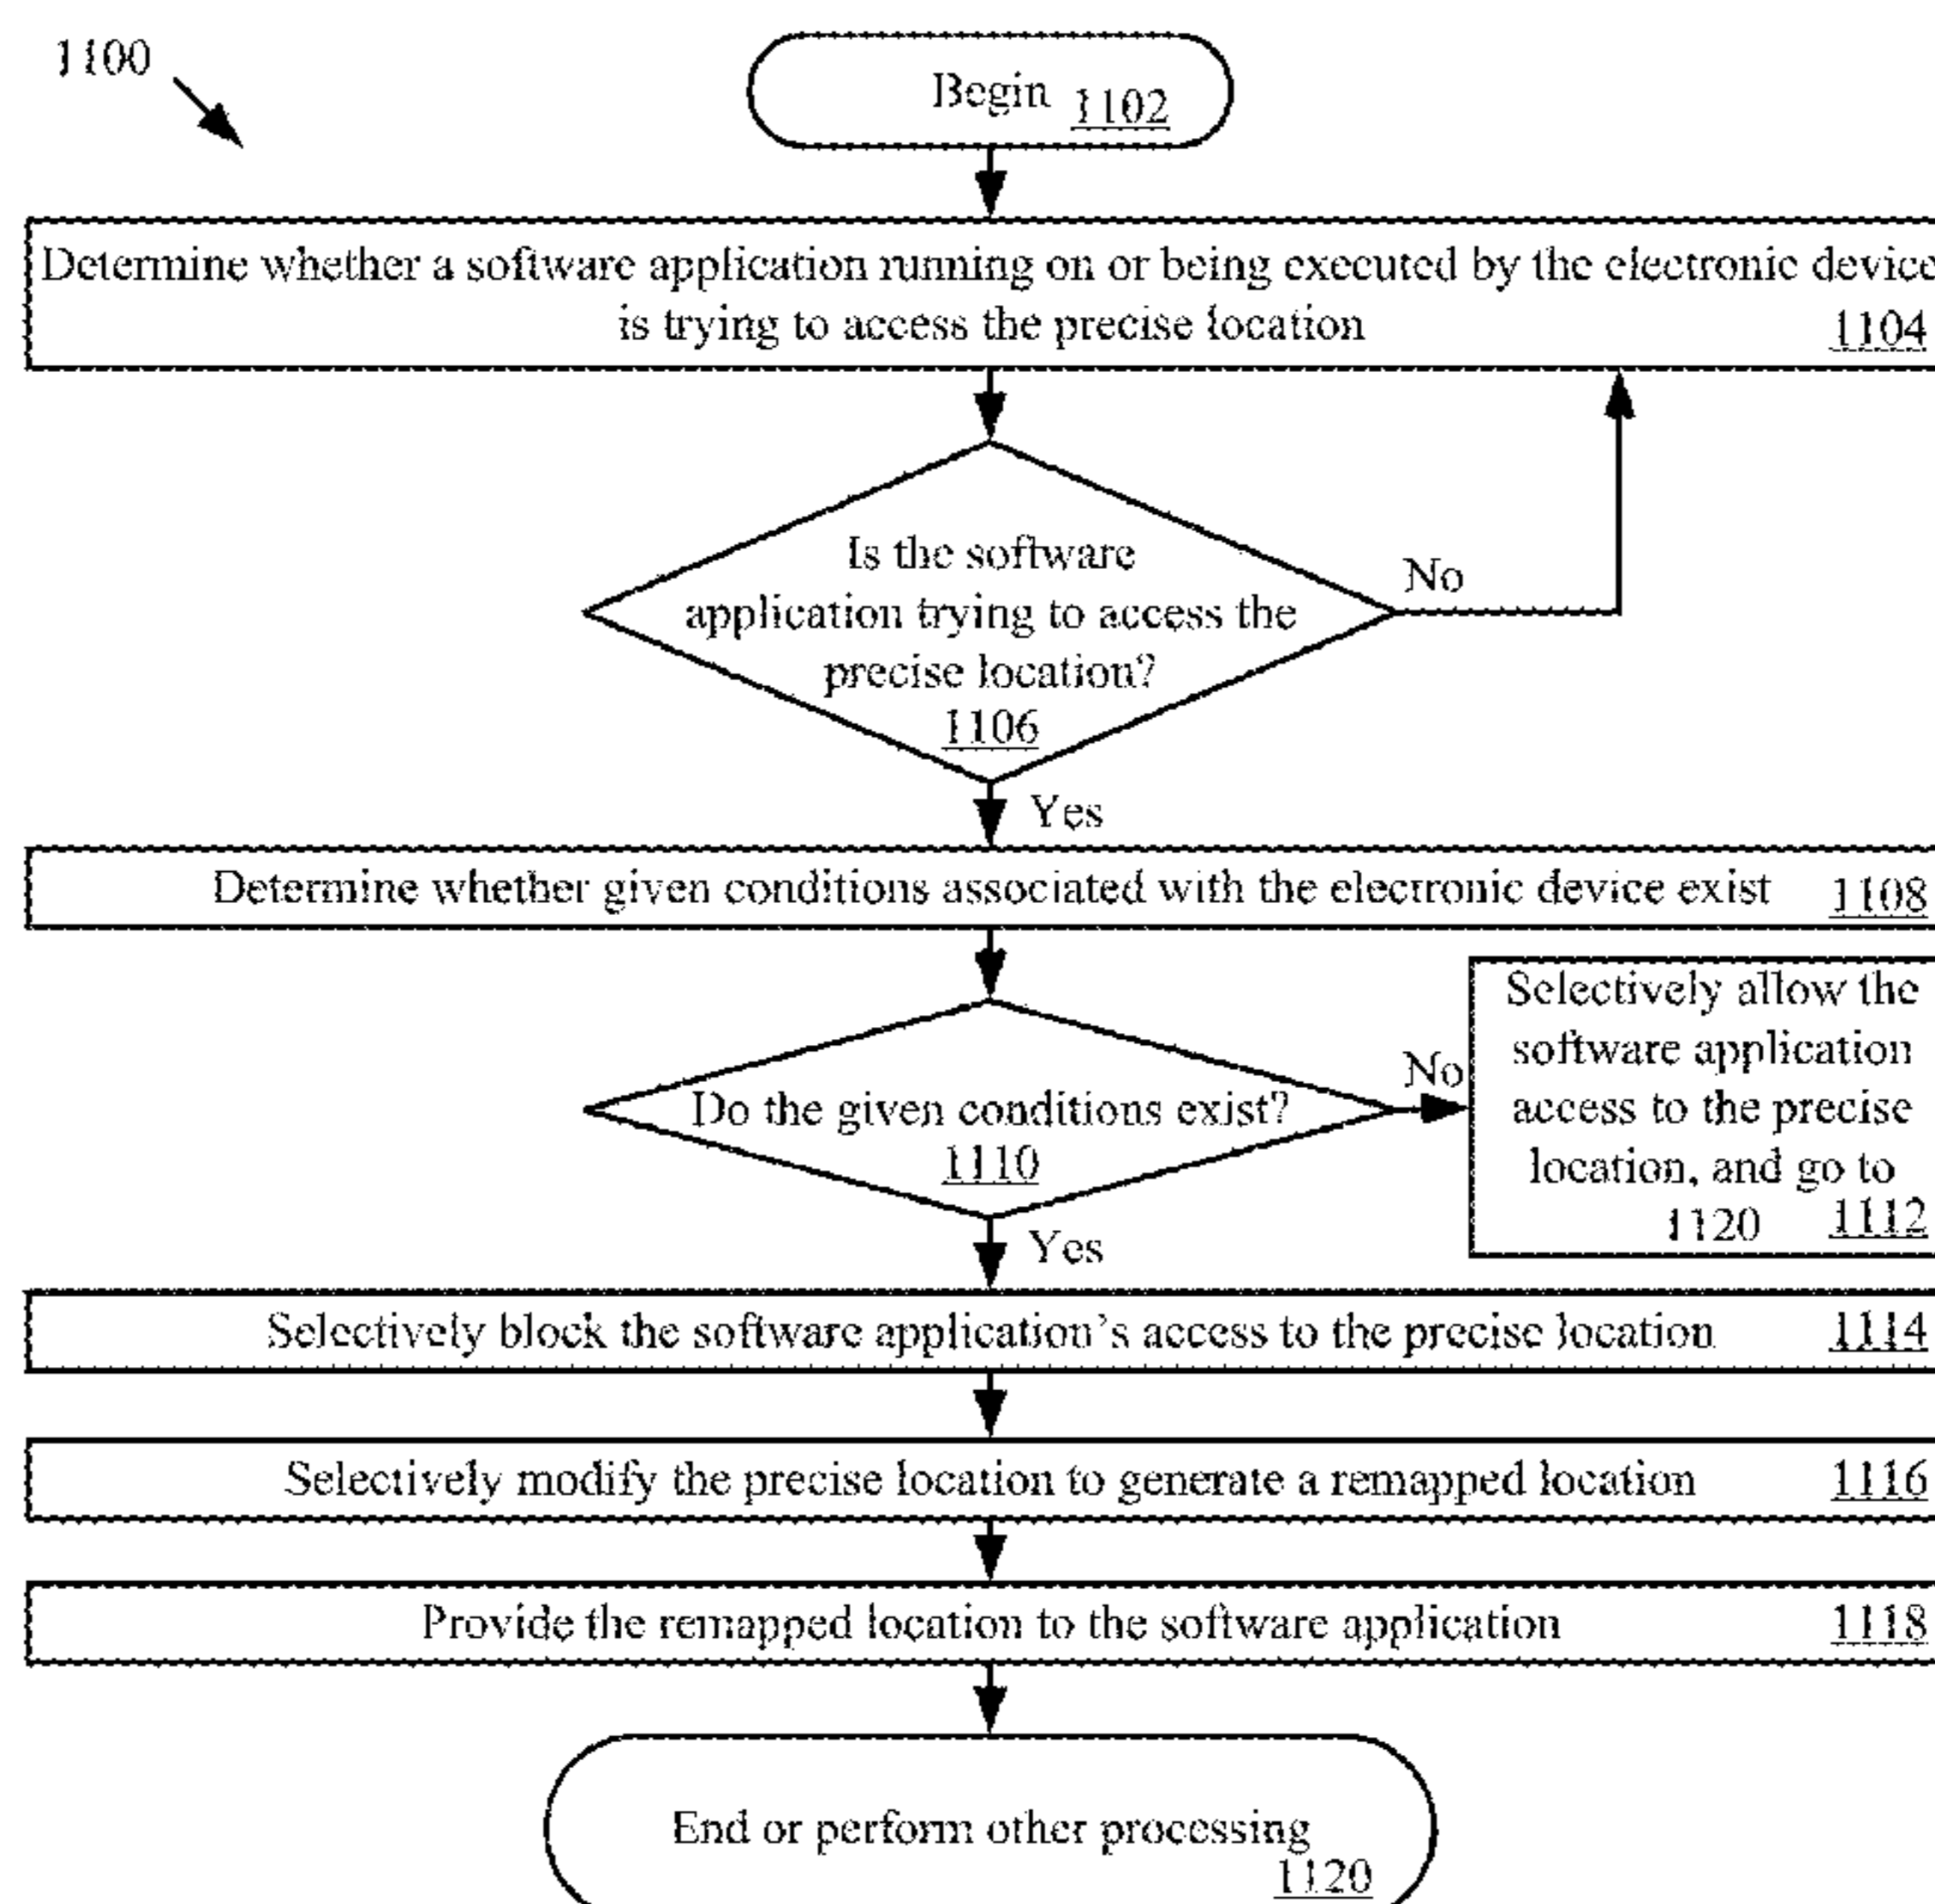 1100
Begin 1102
Determine whether a software application running on or being executed by the electronic device
is trying to access the precise location 1104
Is the software
application trying to access the
precise location?
1106
No
Yes
Determine whether given conditions associated with the electronic device exist 1108
Do the given conditions exist?
1110
No
Selectively allow the
software application
access to the precise
location, and go to
1120 1112
Yes
Selectively block the software application's access to the precise location 1114
Selectively modify the precise location to generate a remapped location 1116
Provide the remapped location to the software application 1118
End or perform other processing
1120